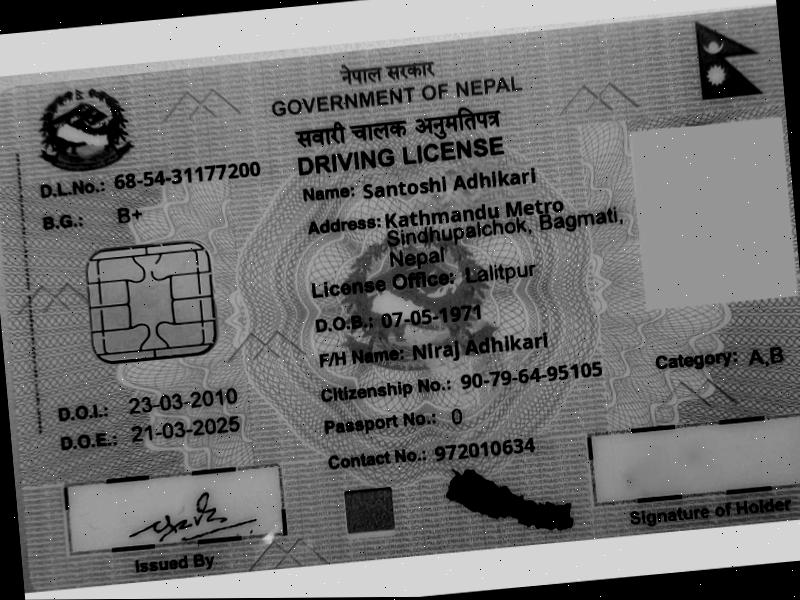 नेपाल सरकार
GOVERNMENT OF NEPAL
सवारी चालक अनुमतिपत्र
DRIVING LICENSE
D.L.No.: 68-54-31177200
B.G.: B+
Name: Santoshi Adhikari
Address: Kathmandu Metro
Sindhupalchok, Bagmati,
Nepal
License Office: Lalitpur
D.O.B.: 07-05-1971
F/H Name: Niraj Adhikari
Citizenship No.: 90-79-64-95105
Category: A,B
Passport No.: 0
Contact No.: 972010634
D.O.I.: 23-03-2010
D.O.E.: 21-03-2025
Issued By
Signature of Holder